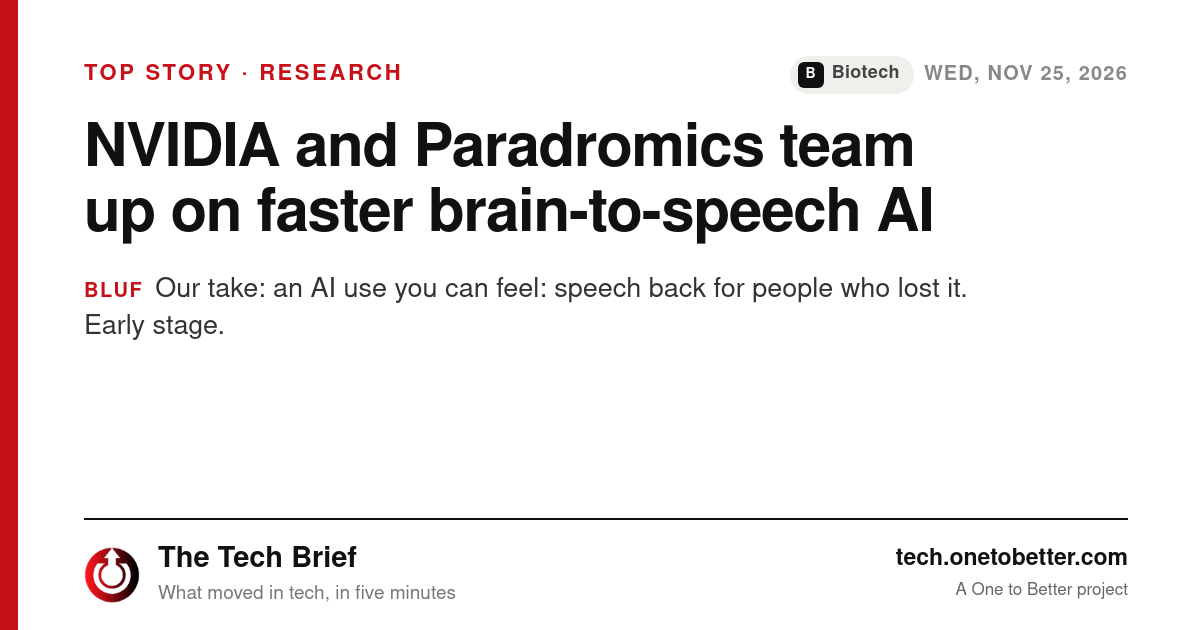 TOP STORY · RESEARCH
B Biotech WED, NOV 25, 2026
NVIDIA and Paradromics team
up on faster brain-to-speech AI
BLUF Our take: an AI use you can feel: speech back for people who lost it.
Early stage.
The Tech Brief
What moved in tech, in five minutes
tech.onetobetter.com
A One to Better project